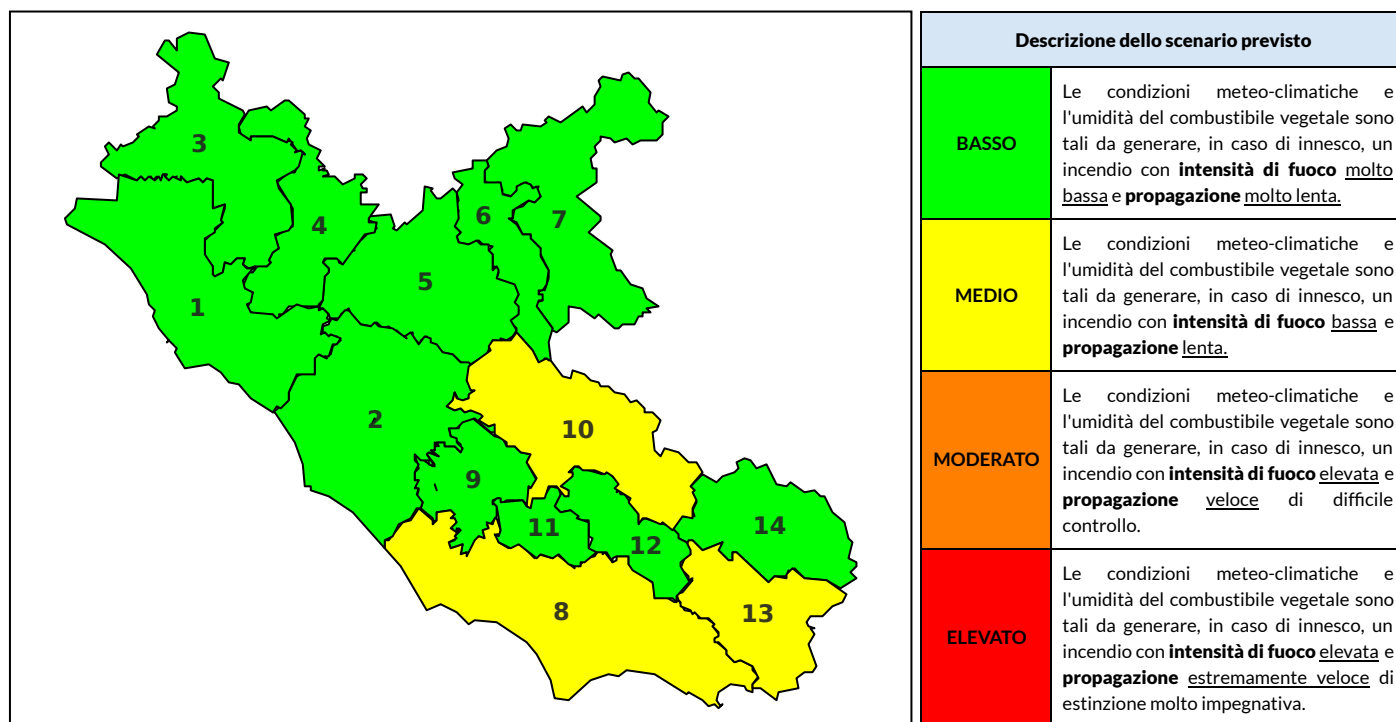 3
4
6
7
5
1
2
10
9
11
12
14
8
13
Descrizione dello scenario previsto
BASSO
Le condizioni meteo-climatiche e
l'umidità del combustibile vegetale sono
tali da generare, in caso di innesco, un
incendio con intensità di fuoco molto
bassa e propagazione molto lenta.
MEDIO
Le condizioni meteo-climatiche e
l'umidità del combustibile vegetale sono
tali da generare, in caso di innesco, un
incendio con intensità di fuoco bassa e
propagazione lenta.
MODERATO
Le condizioni meteo-climatiche e
l'umidità del combustibile vegetale sono
tali da generare, in caso di innesco, un
incendio con intensità di fuoco elevata e
propagazione veloce di difficile
controllo.
ELEVATO
Le condizioni meteo-climatiche e
l'umidità del combustibile vegetale sono
tali da generare, in caso di innesco, un
incendio con intensità di fuoco elevata e
propagazione estremamente veloce di
estinzione molto impegnativa.